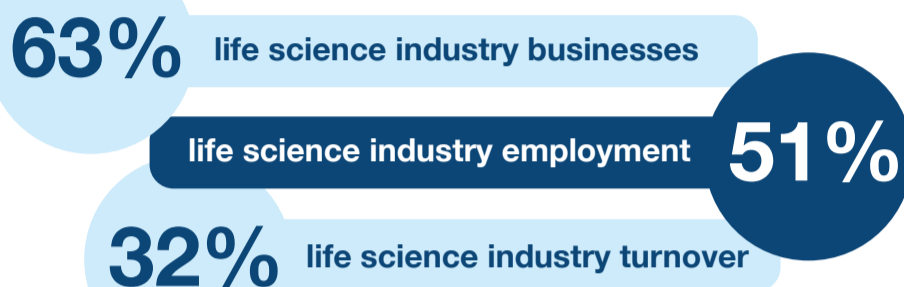 63% life science industry businesses
life science industry employment 51%
32% life science industry turnover